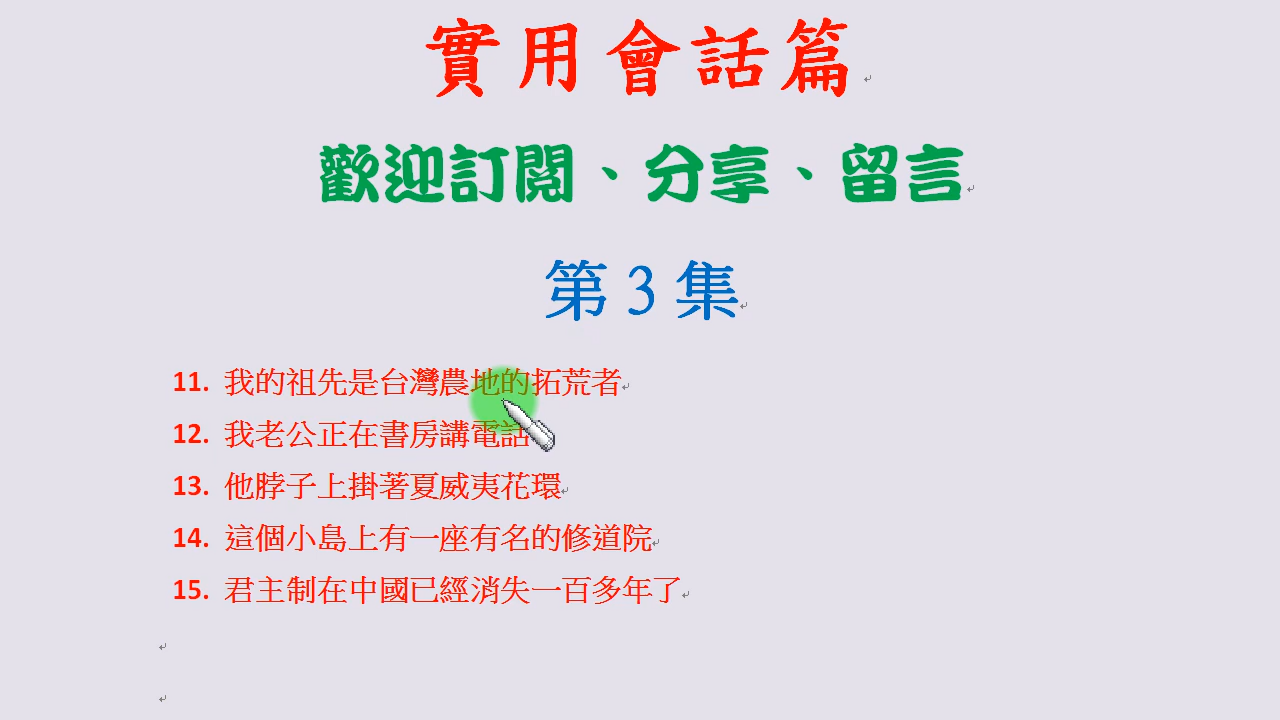 實用會話篇
歡迎訂閱、分享、留言
第3集
11. 我的祖先是台灣農地的拓荒者
12. 我老公正在書房講電話
13. 他脖子上掛著夏威夷花環
14. 這個小島上有一座有名的修道院
15. 君主制在中國已經消失一百多年了